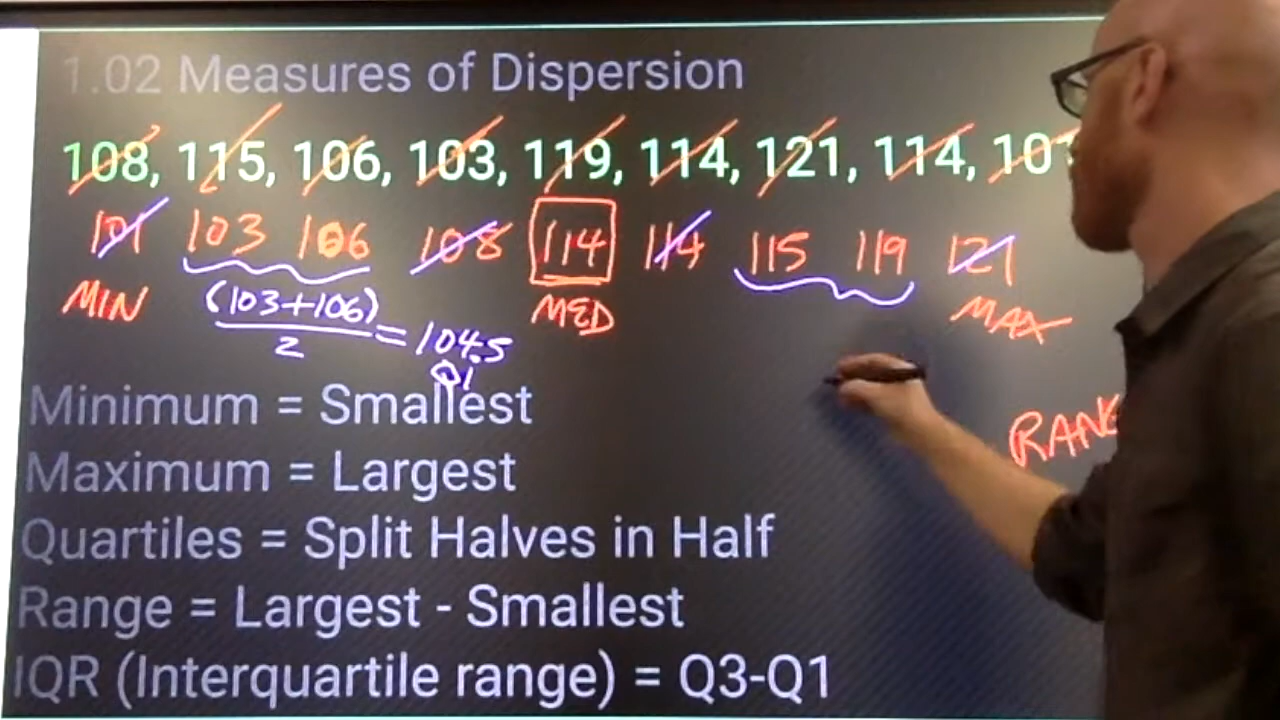 1.02 Measures of Dispersion
108, 115, 106, 103, 119, 114, 121, 114,
101 103 106 108 114 114 115 119 121
MIN (103+106) MED MAX
2 = 104.5
Q1
Minimum = Smallest
Maximum = Largest
Quartiles = Split Halves in Half
Range = Largest - Smallest
IQR (Interquartile range) = Q3-Q1